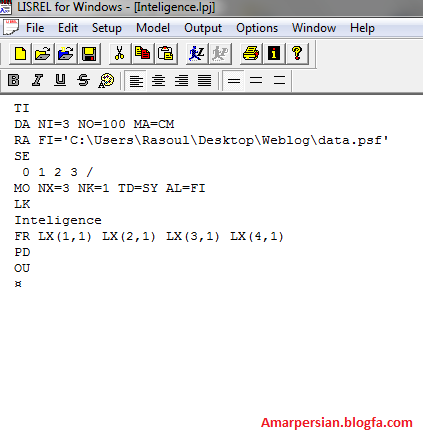 LISREL for Windows - [Inteligence.lpj]
File Edit Setup Model Output Options Window Help
B I U S
TI
DA NI=3 NO=100 MA=CM
RA FI='C:\Users\Rasoul\Desktop\Weblog\data.psf'
SE
0 1 2 3 /
MO NX=3 NK=1 TD=SY AL=FI
LK
Inteligence
FR LX(1,1) LX(2,1) LX(3,1) LX(4,1)
PD
OU
¤
Amarpersian.blogfa.com